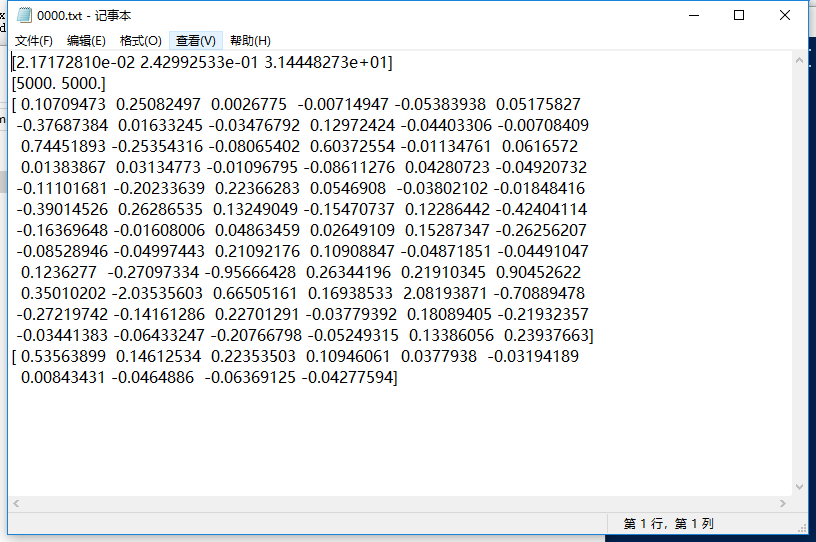 0000.txt - 记事本
文件(F) 编辑(E) 格式(O) 查看(V) 帮助(H)
[2.17172810e-02 2.42992533e-01 3.14448273e+01]
[5000. 5000.]
[ 0.10709473 0.25082497 0.0026775 -0.00714947 -0.05383938 0.05175827
-0.37687384 0.01633245 -0.03476792 0.12972424 -0.04403306 -0.00708409
0.74451893 -0.25354316 -0.08065402 0.60372554 -0.01134761 0.0616572
0.01383867 0.03134773 -0.01096795 -0.08611276 0.04280723 -0.04920732
-0.11101681 -0.20233639 0.22366283 0.0546908 -0.03802102 -0.01848416
-0.39014526 0.26286535 0.13249049 -0.15470737 0.12286442 -0.42404114
-0.16369648 -0.01608006 0.04863459 0.02649109 0.15287347 -0.26256207
-0.08528946 -0.04997443 0.21092176 0.10908847 -0.04871851 -0.04491047
0.1236277 -0.27097334 -0.95666428 0.26344196 0.21910345 0.90452622
0.35010202 -2.03535603 0.66505161 0.16938533 2.08193871 -0.70889478
-0.27219742 -0.14161286 0.22701291 -0.03779392 0.18089405 -0.21932357
-0.03441383 -0.06433247 -0.20766798 -0.05249315 0.13386056 0.23937663]
[ 0.53563899 0.14612534 0.22353503 0.10946061 0.0377938 -0.03194189
0.00843431 -0.0464886 -0.06369125 -0.04277594]
第 1 行，第 1 列